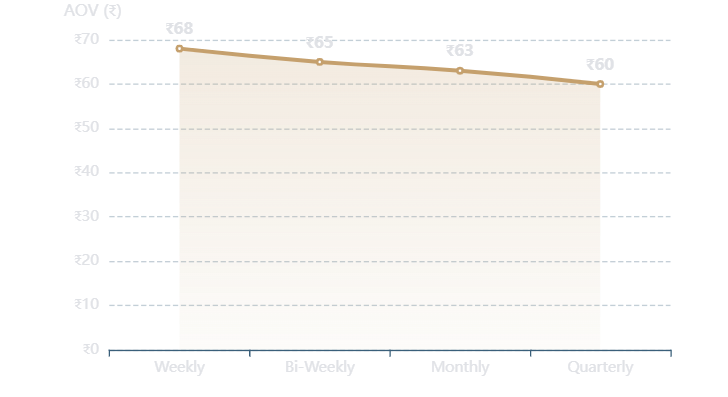 AOV (₹)
₹68
₹65
₹63
₹60
₹70
₹60
₹50
₹40
₹30
₹20
₹10
₹0
Weekly
Bi-Weekly
Monthly
Quarterly